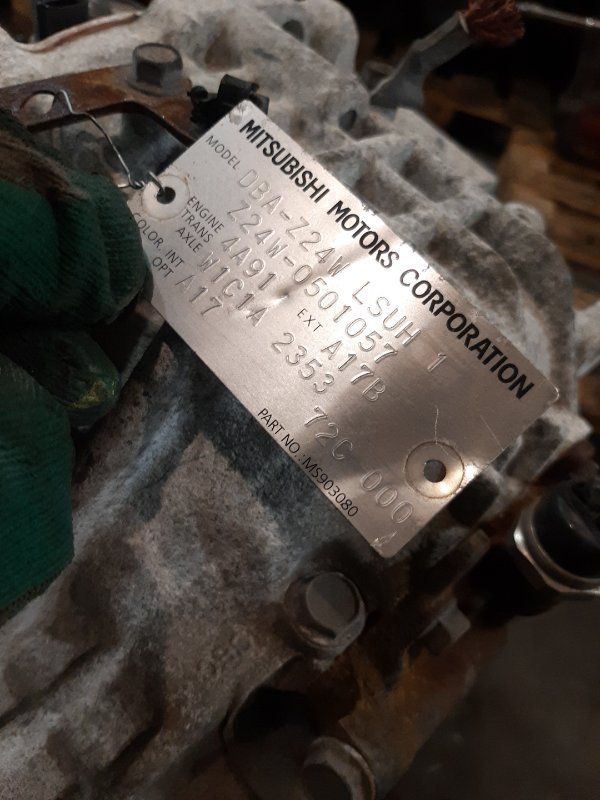 MITSUBISHI MOTORS CORPORATION
MODEL DBA-Z24W LSUH 1
Z24W-0501057
ENGINE 4A91 EXT A17B
TRANS AXLE W1C1A 2353 72C 000
COLOR, INT OPT A17
PART NO.:MS903080